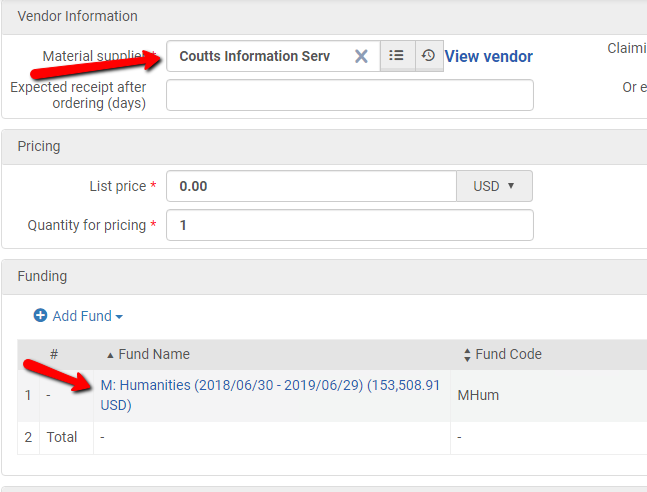 Vendor Information
Material supplier * Coutts Information Serv View vendor Claimi
Expected receipt after
ordering (days) Or e
Pricing
List price * 0.00 USD
Quantity for pricing * 1
Funding
Add Fund
# Fund Name Fund Code
1 - M: Humanities (2018/06/30 - 2019/06/29) (153,508.91
USD) MHum
2 Total - -